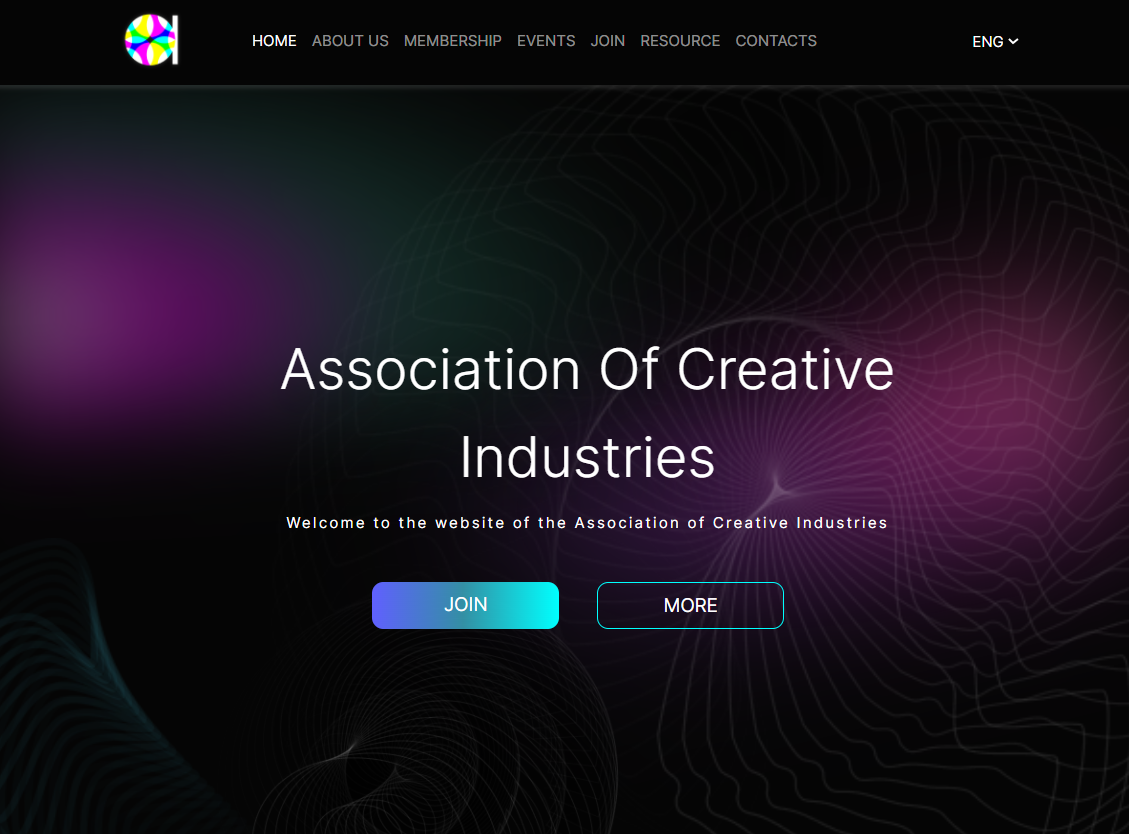 HOME ABOUT US MEMBERSHIP EVENTS JOIN RESOURCE CONTACTS ENG
Association Of Creative
Industries
Welcome to the website of the Association of Creative Industries
JOIN MORE